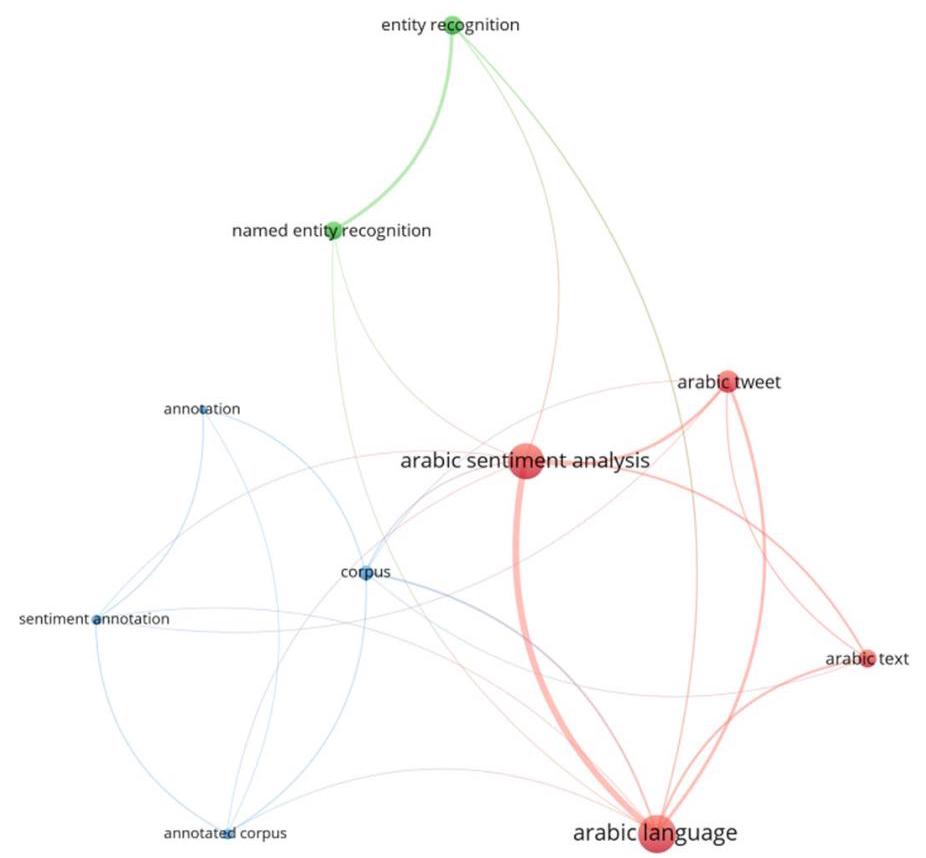 entity recognition
named entity recognition
arabic tweet
annotation
arabic sentiment analysis
corpus
sentiment annotation
arabic text
annotated corpus
arabic language